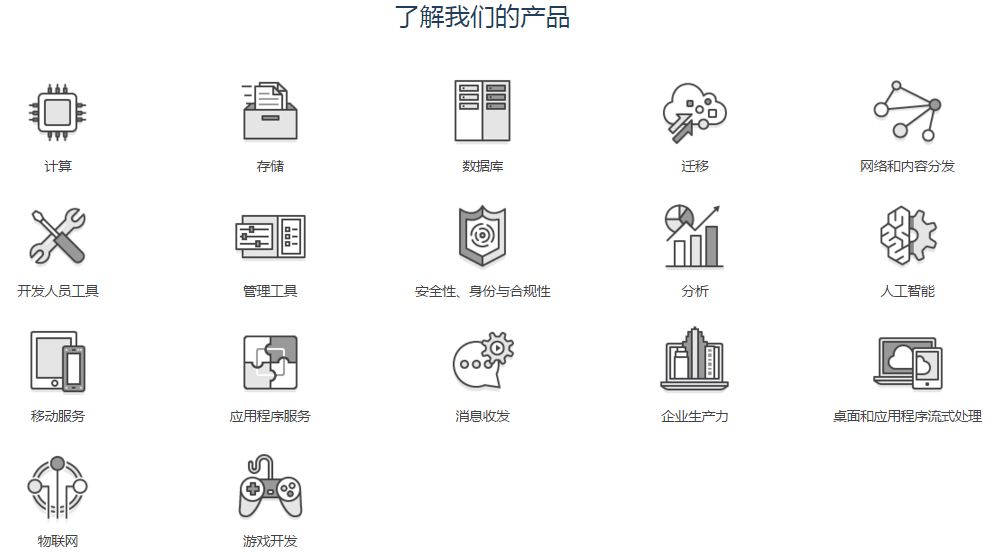 了解我们的产品
计算
存储
数据库
迁移
网络和内容分发
开发人员工具
管理工具
安全性、身份与合规性
分析
人工智能
移动服务
应用程序服务
消息收发
企业生产力
桌面和应用程序流式处理
物联网
游戏开发